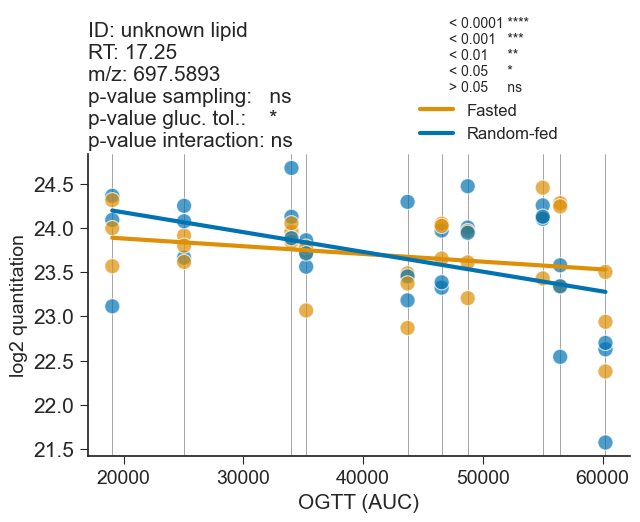 ID: unknown lipid
RT: 17.25
m/z: 697.5893
p-value sampling: ns
p-value gluc. tol.: *
p-value interaction: ns
< 0.0001 ****
< 0.001 ***
< 0.01 **
< 0.05 *
> 0.05 ns
Fasted
Random-fed
log2 quantitation
24.5
24.0
23.5
23.0
22.5
22.0
21.5
20000 30000 40000 50000 60000
OGTT (AUC)